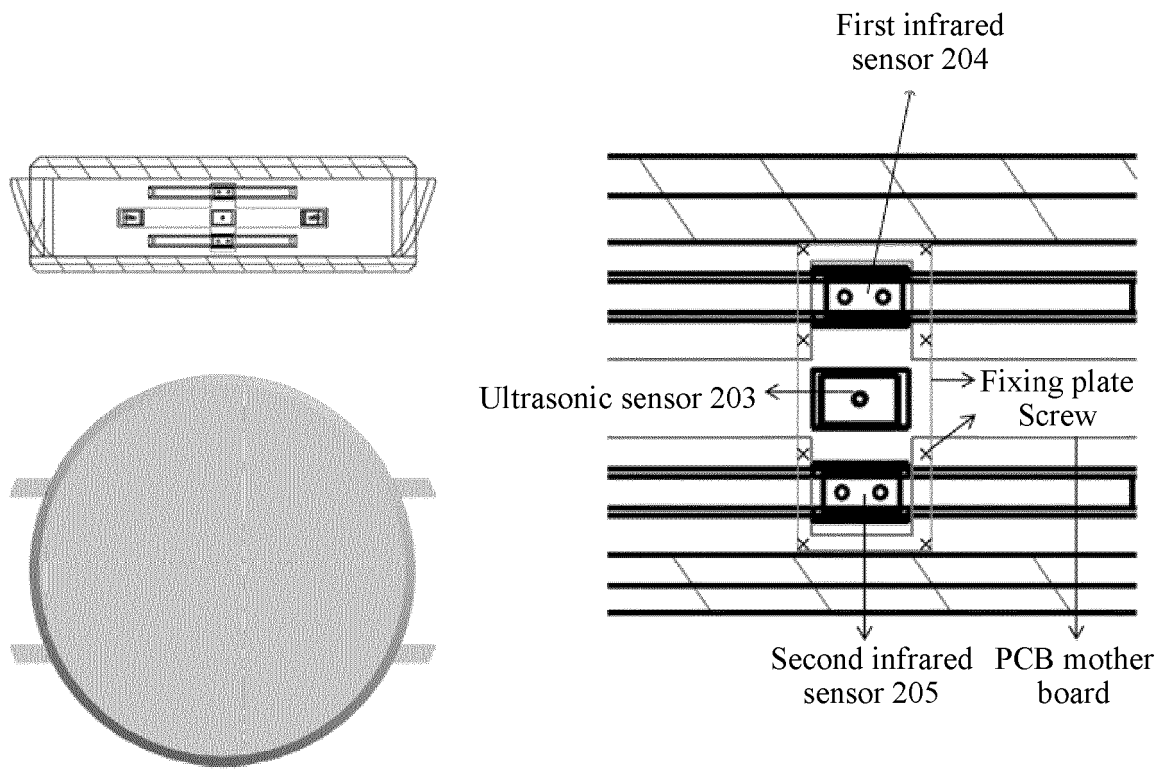 First infrared
sensor 204
Ultrasonic sensor 203
Fixing plate
Screw
Second infrared
sensor 205
PCB mother
board